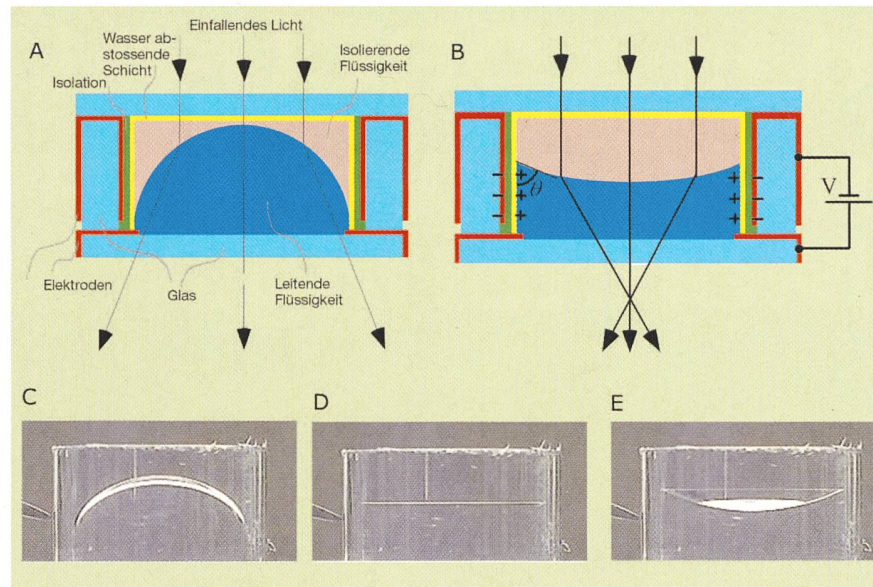 A
Einfallendes Licht
Wasser ab-
stossende
Schicht
Isolierende
Flüssigkeit
Isolation
Elektroden
Glas
Leitende
Flüssigkeit
B
+
+
+
θ
+
+
+
−
−
−
−
−
−
V
C
D
E